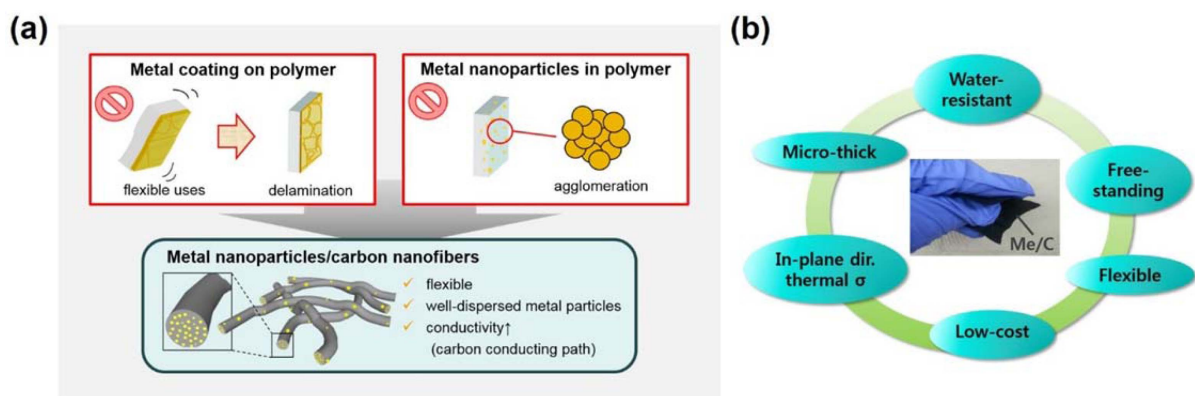 (a)
Metal coating on polymer
flexible uses
delamination
Metal nanoparticles in polymer
agglomeration
Metal nanoparticles/carbon nanofibers
✓ flexible
✓ well-dispersed metal particles
✓ conductivity↑
(carbon conducting path)
(b)
Water-
resistant
Free-
standing
Flexible
Low-cost
In-plane dir.
thermal σ
Micro-thick
Me/C